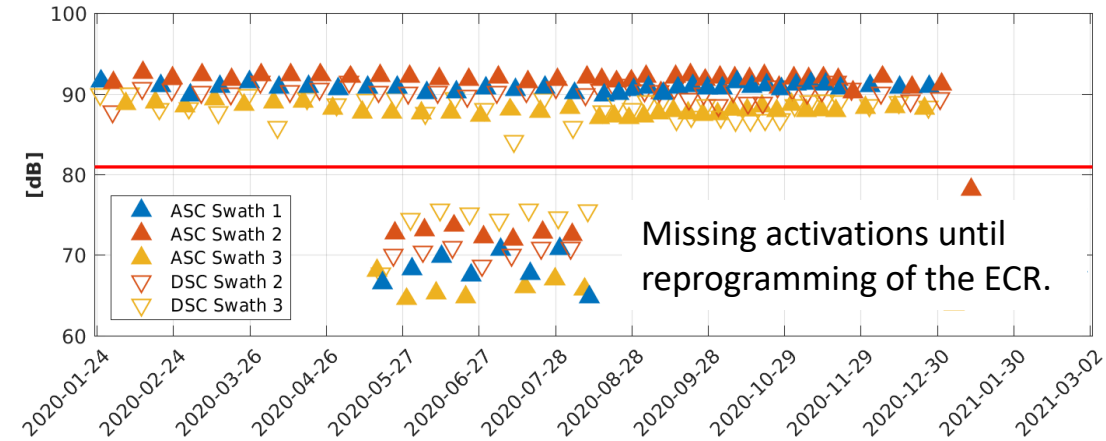 100
90
80
70
60
[dB]
ASC Swath 1
ASC Swath 2
ASC Swath 3
DSC Swath 2
DSC Swath 3
Missing activations until
reprogramming of the ECR.
2020-01-24
2020-02-24
2020-03-26
2020-04-26
2020-05-27
2020-06-27
2020-07-28
2020-08-28
2020-09-28
2020-10-29
2020-11-29
2020-12-30
2021-01-30
2021-03-02